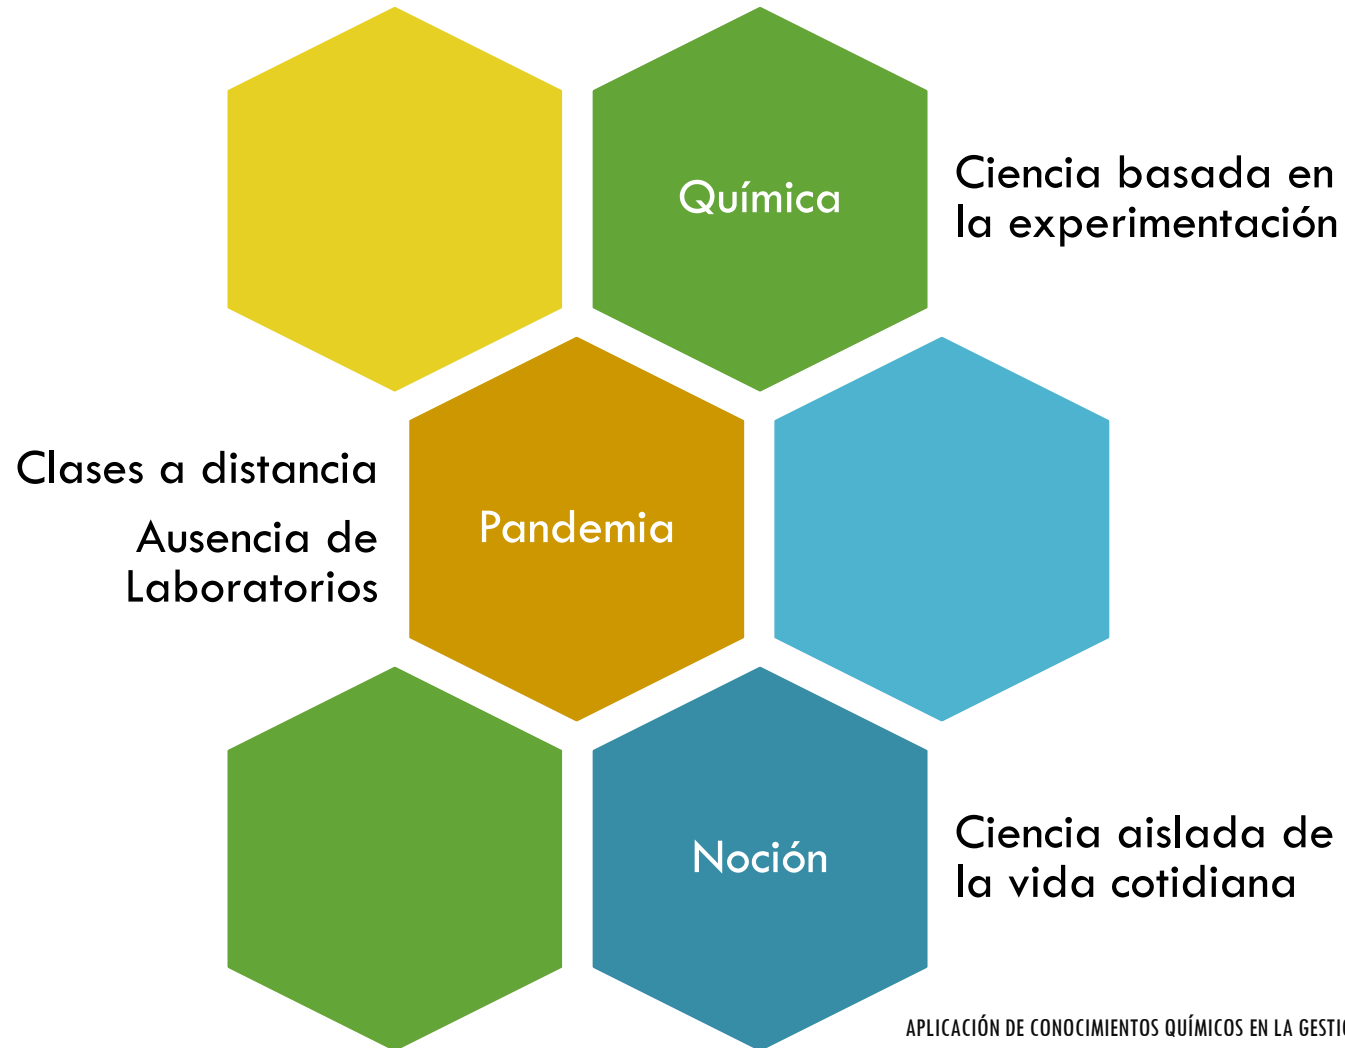 Química
Ciencia basada en
la experimentación
Clases a distancia
Ausencia de
Laboratorios
Pandemia
Noción
Ciencia aislada de
la vida cotidiana
APLICACIÓN DE CONOCIMIENTOS QUÍMICOS EN LA